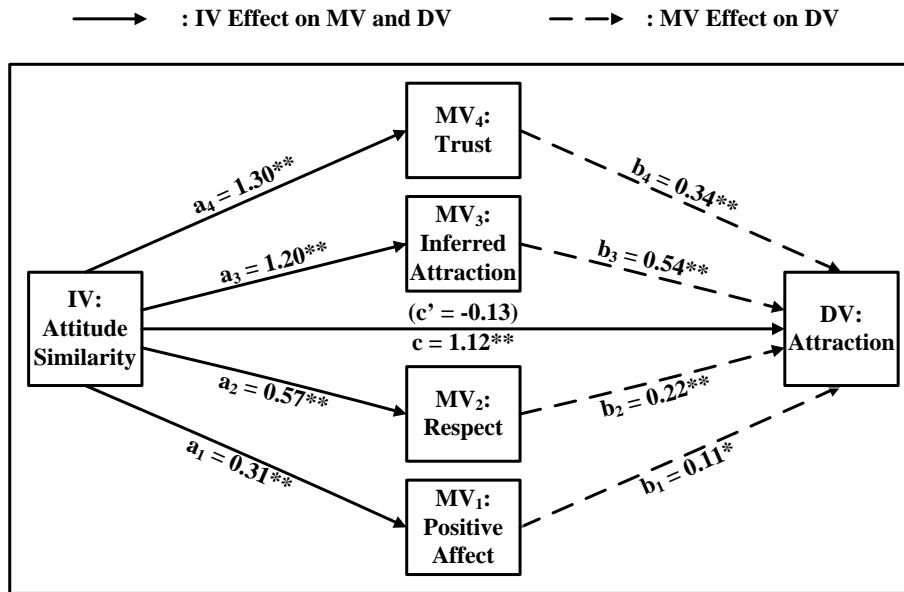 : IV Effect on MV and DV
: MV Effect on DV
MV₄:
Trust
a₄ = 1.30**
b₄ = 0.34**
MV₃:
Inferred
Attraction
a₃ = 1.20**
b₃ = 0.54**
IV:
Attitude
Similarity
(c’ = -0.13)
c = 1.12**
DV:
Attraction
a₂ = 0.57**
MV₂:
Respect
b₂ = 0.22**
a₁ = 0.31**
MV₁:
Positive
Affect
b₁ = 0.11*